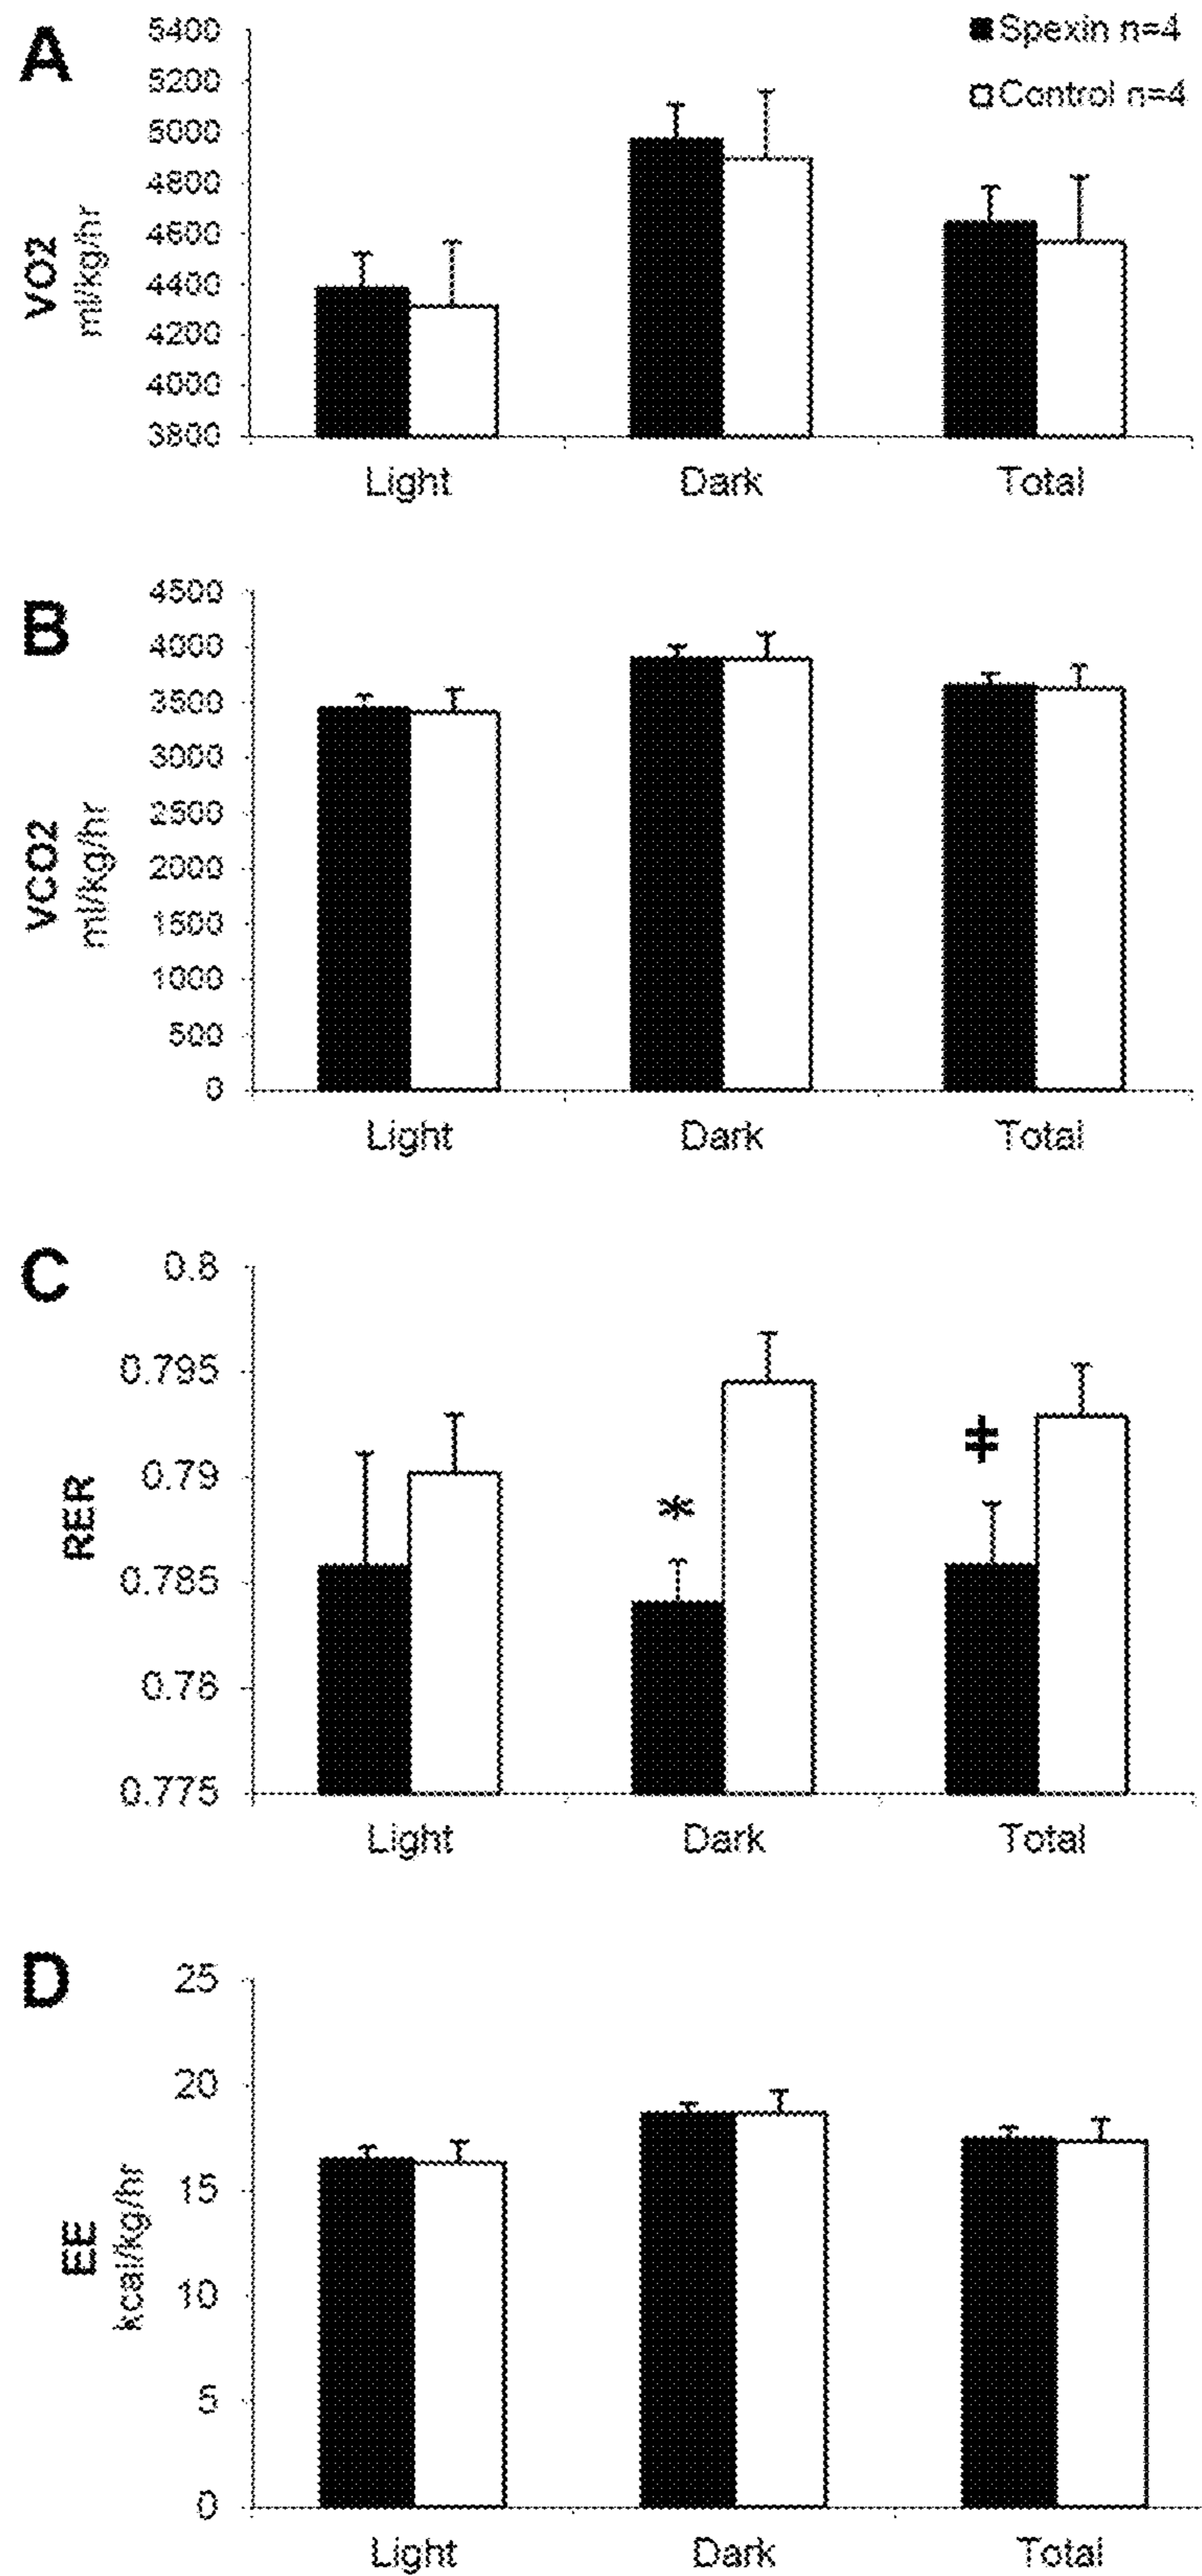 A
■ Spexin n=4
□ Control n=4
5400
5200
5000
4800
4600
4400
4200
4000
3800
VO2
ml/kg/hr
Light Dark Total
B
4500
4000
3500
3000
2500
2000
1500
1000
500
0
VCO2
ml/kg/hr
Light Dark Total
C
0.8
0.795
0.79
0.785
0.78
0.775
RER
*
ǂ
Light Dark Total
D
25
20
15
10
5
0
EE
kcal/kg/hr
Light Dark Total